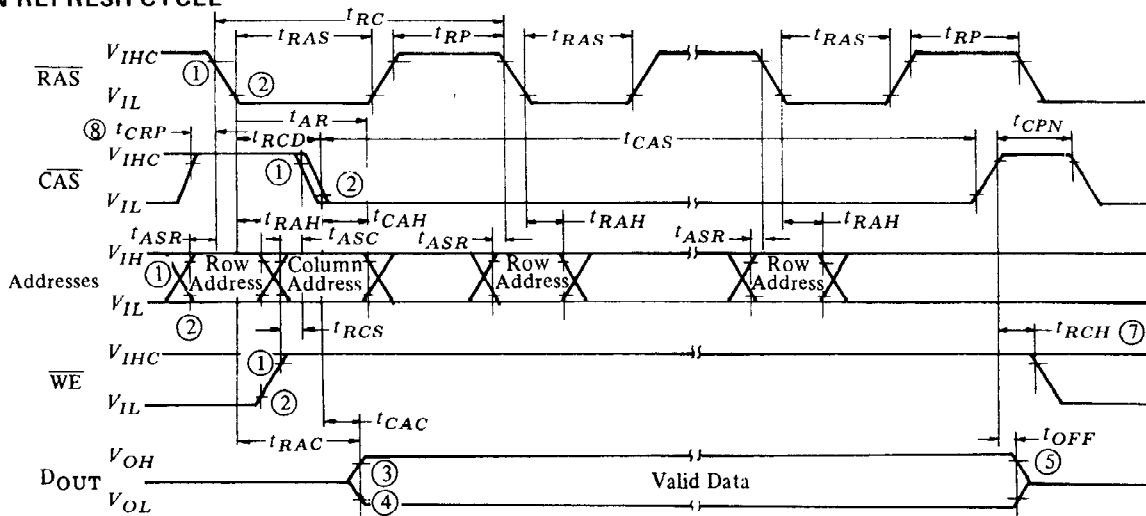 N REFRESH CYCLE
tRC
tRAS tRP tRAS tRAS tRP
RAS VIHC ① ②
VIL
tAR
⑧ tCRP tRCD tCAS tCPN
CAS VIHC ① ②
VIL
tRAH tCAH tRAH tRAH
tASR tASC tASR tASR
Addresses VIH ① Row Address Column Address Row Address Row Address
VIL ②
tRCS tRCH ⑦
WE VIHC ①
VIL ②
tCAC
tRAC tOFF
DOUT VOH ③ Valid Data ⑤
VOL ④